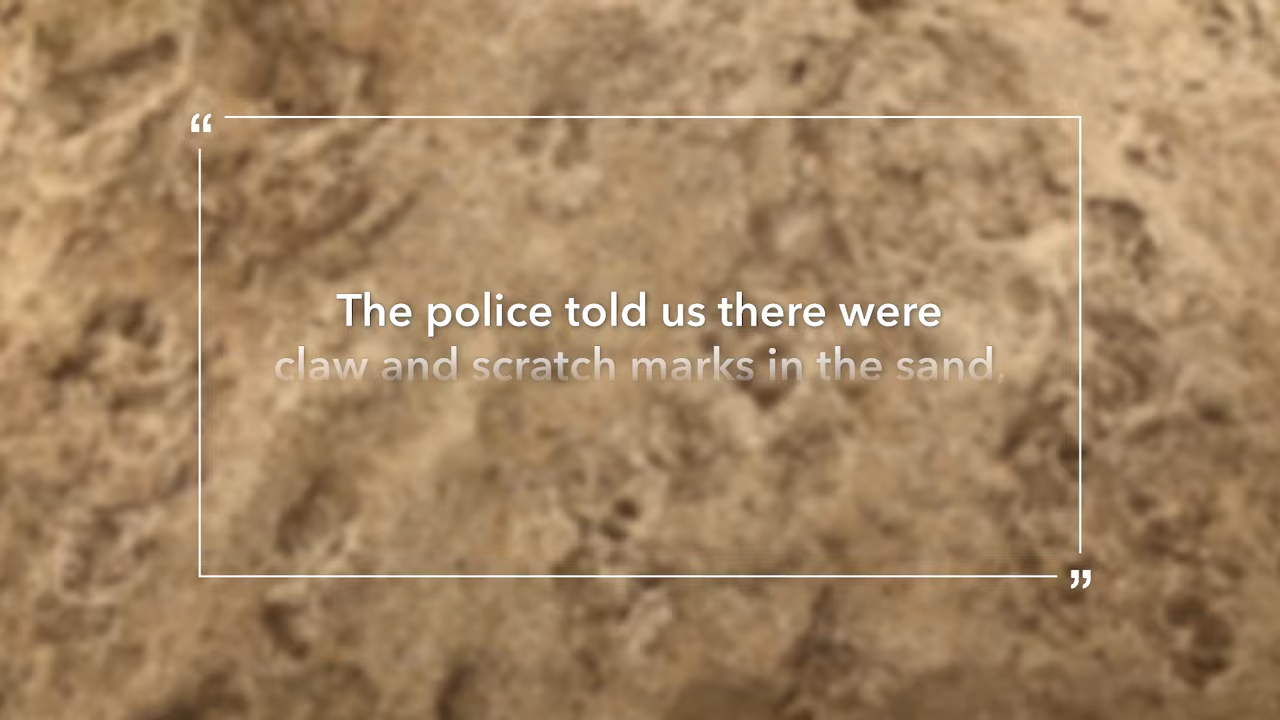 “
The police told us there were
claw and scratch marks in the sand,
”